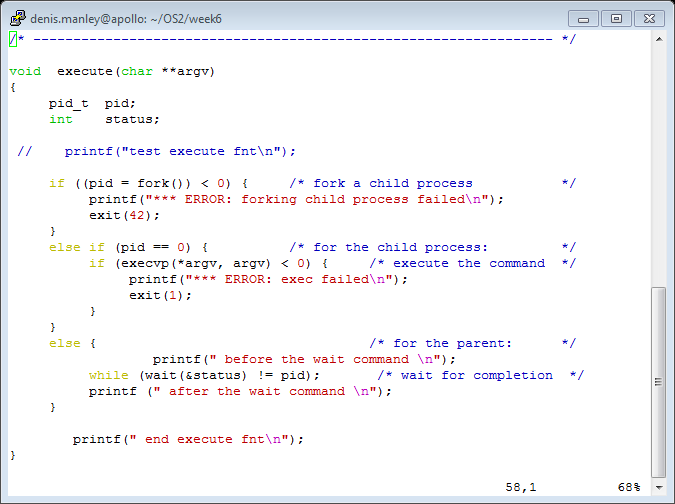 denis.manley@apollo: ~/OS2/week6
/* ----------------------------------------------------------------- */
void  execute(char **argv)
{
     pid_t  pid;
     int    status;
 //    printf("test execute fnt\n");
     if ((pid = fork()) < 0) {     /* fork a child process           */
          printf("*** ERROR: forking child process failed\n");
          exit(42);
     }
     else if (pid == 0) {          /* for the child process:         */
          if (execvp(*argv, argv) < 0) {     /* execute the command  */
               printf("*** ERROR: exec failed\n");
               exit(1);
          }
     }
     else {                                  /* for the parent:      */
                  printf(" before the wait command \n");
          while (wait(&status) != pid);       /* wait for completion  */
          printf (" after the wait command \n");
     }
        printf(" end execute fnt\n");
}
58,1          68%